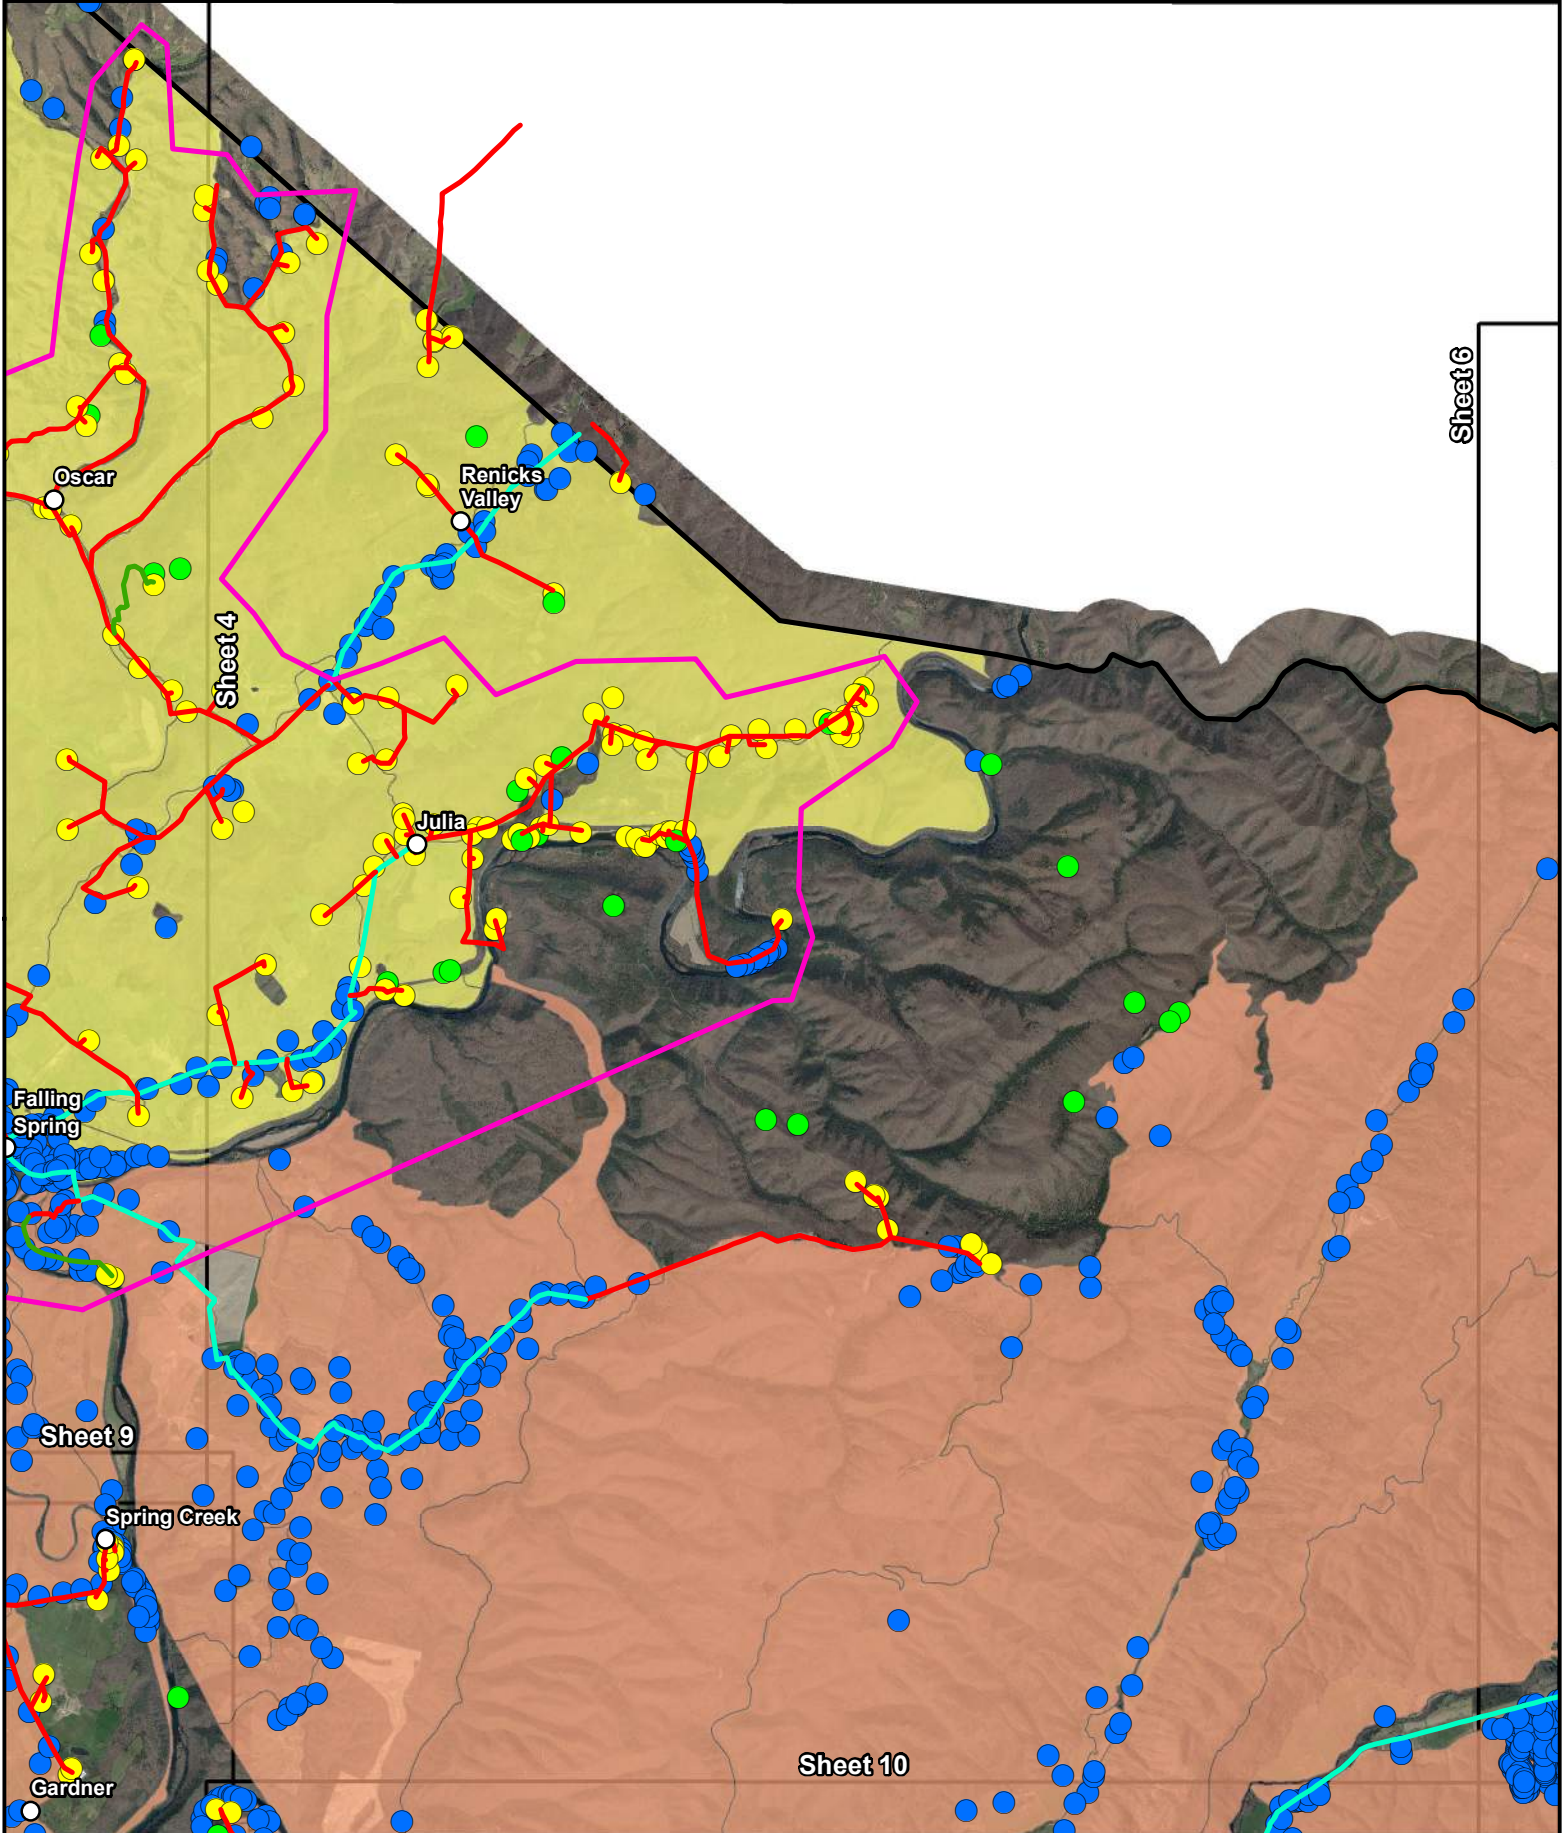 Sheet 6
Oscar
Renicks
Valley
Sheet 4
Julia
Falling
Spring
Sheet 9
Spring Creek
Sheet 10
Gardner